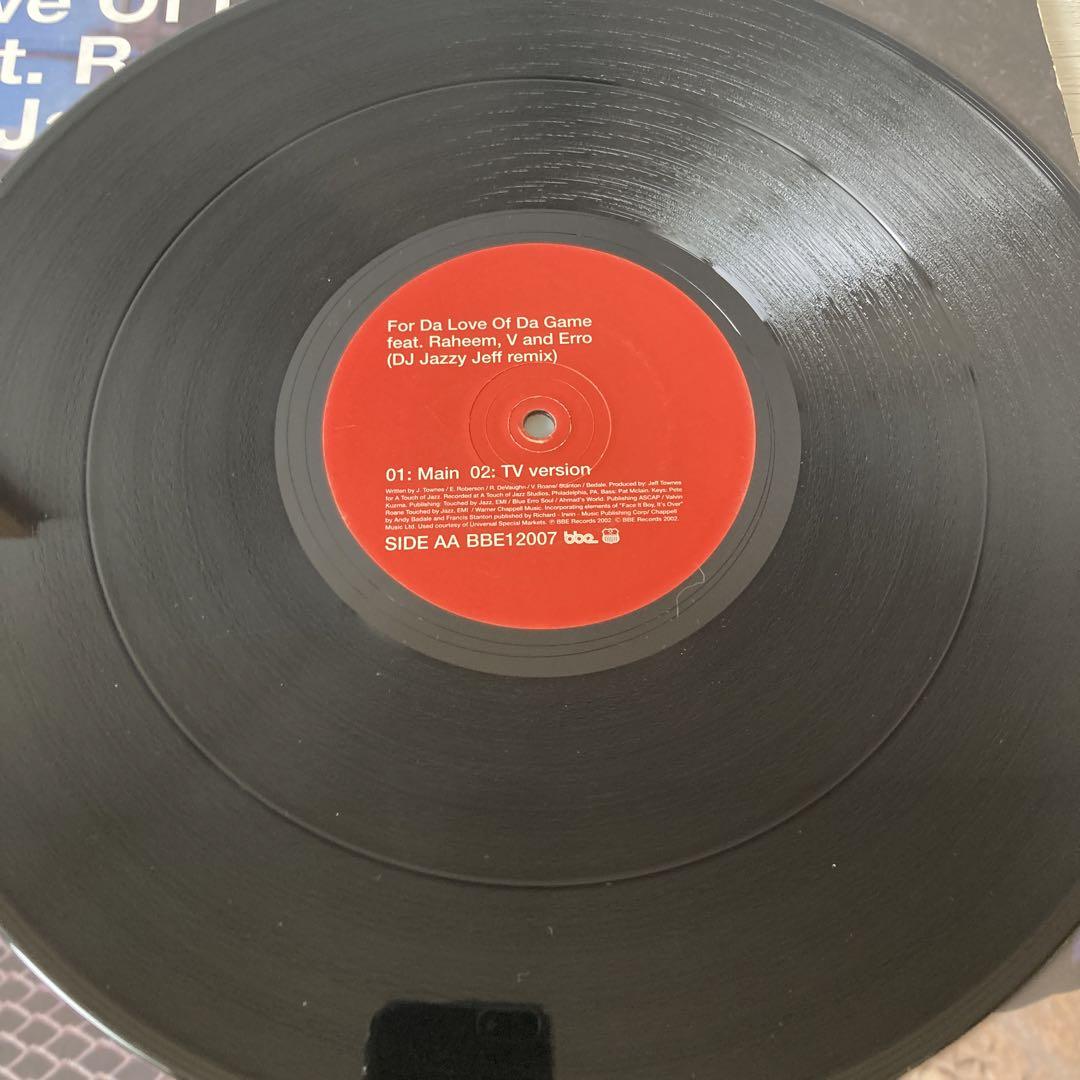 ve Of
t. R
Ja
For Da Love Of Da Game
feat. Raheem, V and Erro
(DJ Jazzy Jeff remix)
01: Main 02: TV version
Written by J. Townes / E. Roberson / R. DeVaughn / V. Roane/ Stanton / Bedale. Produced by: Jeff Townes
for A Touch of Jazz. Recorded at A Touch of Jazz Studios, Philadelphia, PA. Bass: Pat Mclain. Keys: Pete
Kuzma. Publishing: Touched by Jazz, EMI / Blue Erro Soul / Ahmad's World. Publishing ASCAP / Valvin
Roane Touched by Jazz, EMI / Warner Chappell Music. Incorporating elements of "Face It Boy, It's Over"
by Andy Badale and Francis Stanton published by Richard - Irwin - Music Publishing Corp/ Chappell
Music Ltd. Used courtesy of Universal Special Markets. ℗ BBE Records 2002. © BBE Records 2002.
SIDE AA BBE12007 bbe